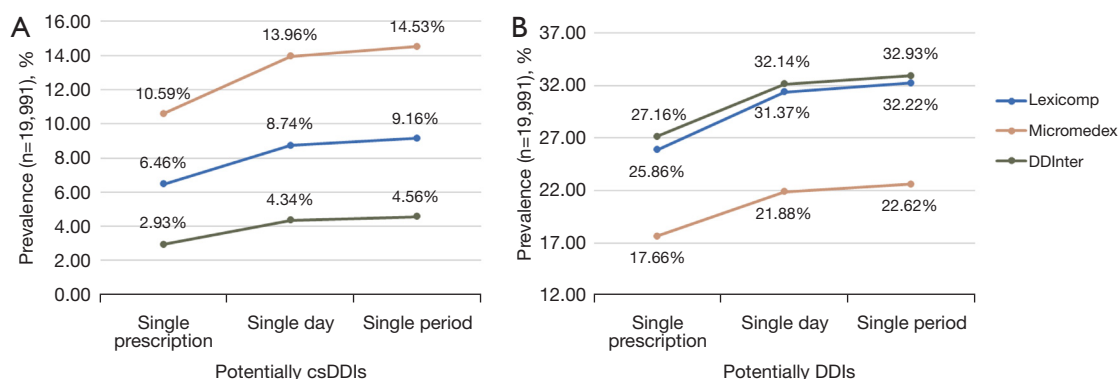 A
Prevalence (n=19,991), %
16.00
14.00
12.00
10.00
8.00
6.00
4.00
2.00
0.00
10.59%
13.96%
14.53%
6.46%
8.74%
9.16%
2.93%
4.34%
4.56%
Single
prescription
Single day
Single period
Potentially csDDIs
B
Prevalence (n=19,991), %
37.00
32.00
27.00
22.00
17.00
12.00
27.16%
32.14%
32.93%
25.86%
31.37%
32.22%
17.66%
21.88%
22.62%
Single
prescription
Single day
Single period
Potentially DDIs
Lexicomp
Micromedex
DDInter